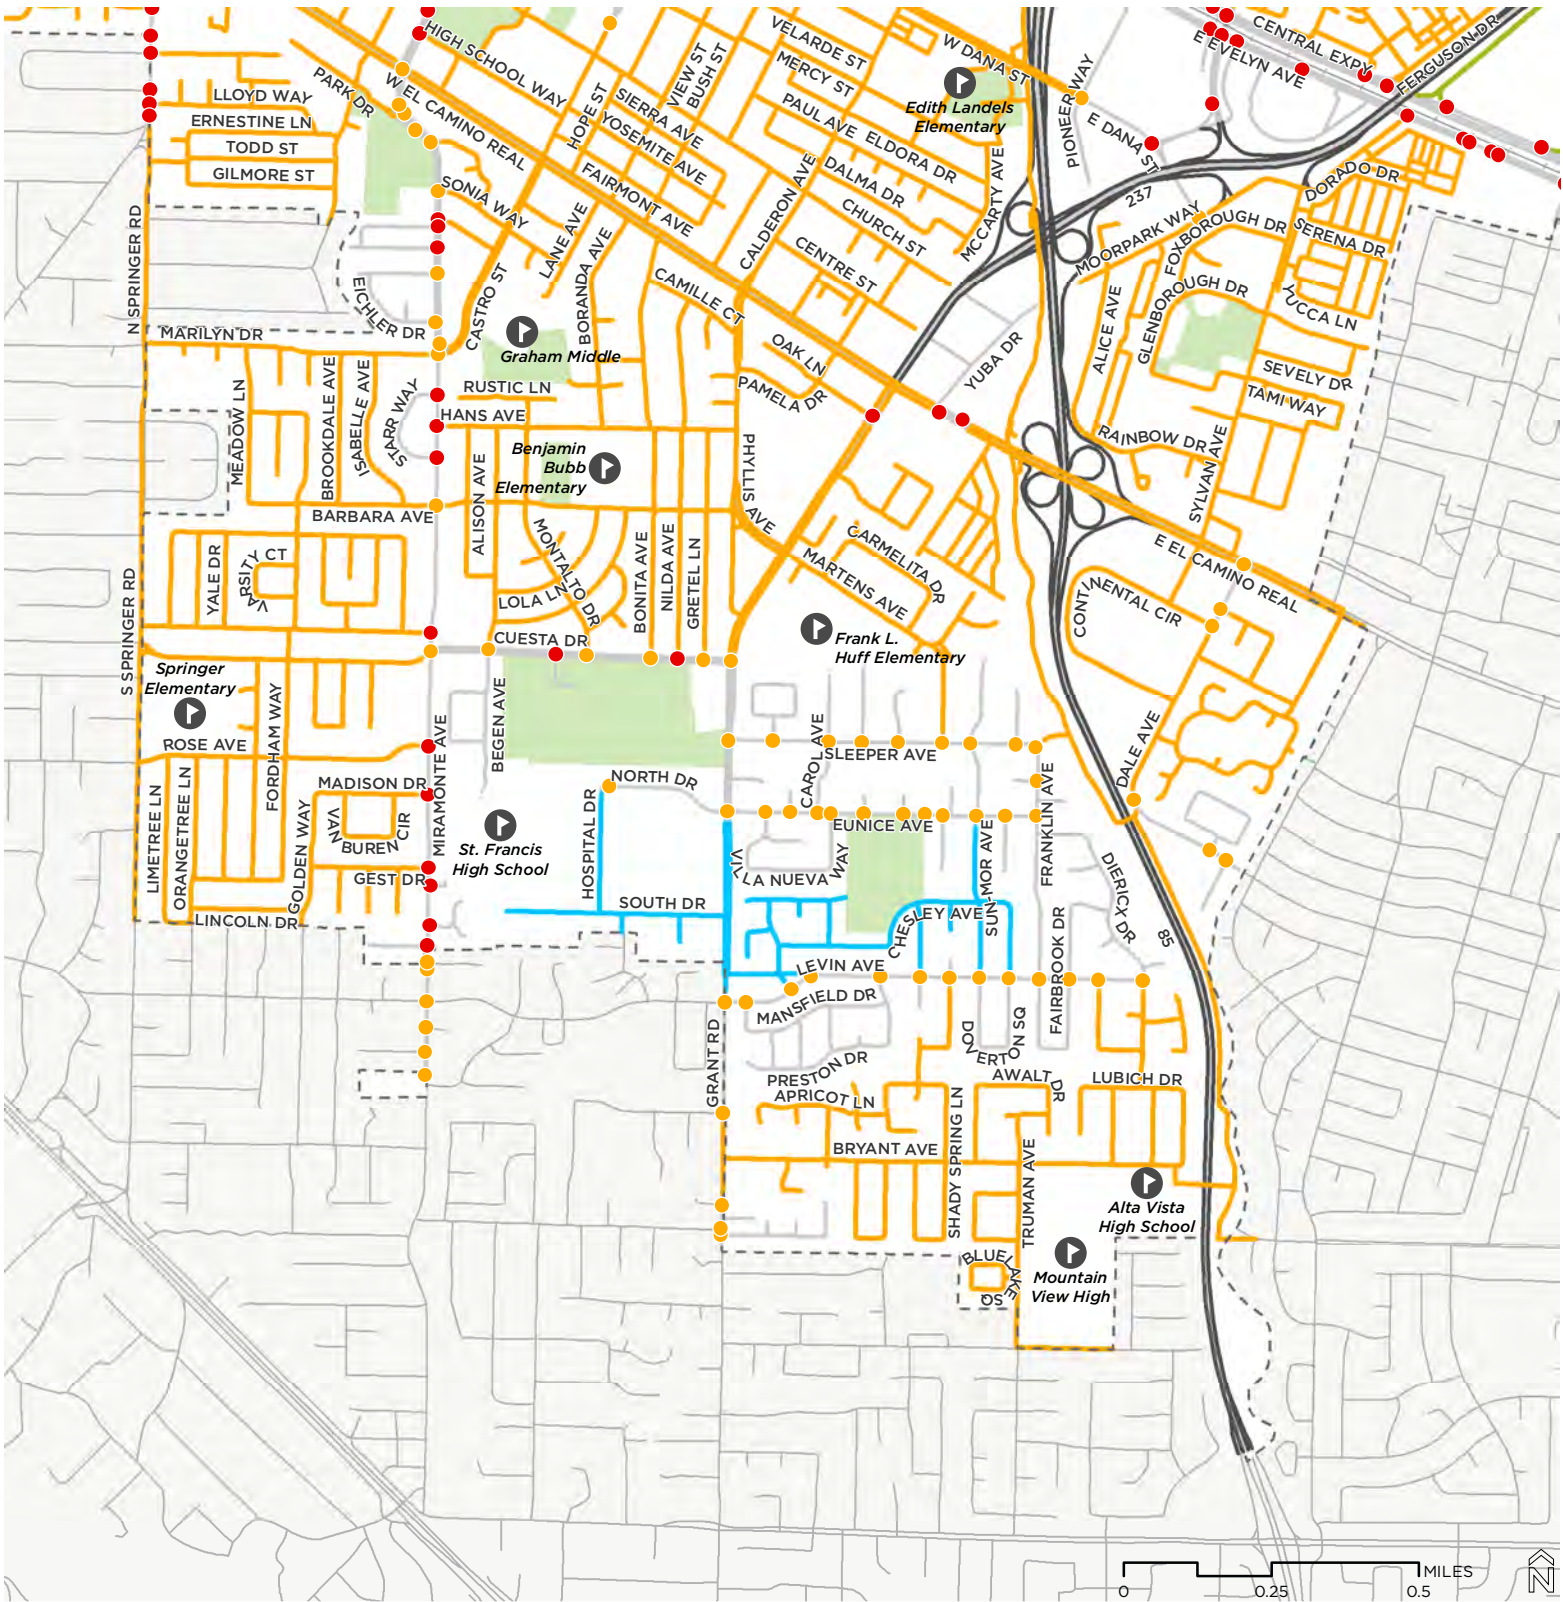 VELARDE ST
W DANA ST
CENTRAL EXPY
E EVELYN AVE
FERGUSON DR
HIGH SCHOOL WAY
VIEW ST
BUSH ST
MERCY ST
PIONEER WAY
PARK DR
W EL CAMINO REAL
HOPE ST
SIERRA AVE
YOSEMITE AVE
PAUL AVE
ELDORA DR
Edith Landels
Elementary
E DANA ST
LLOYD WAY
ERNESTINE LN
TODD ST
GILMORE ST
SONIA WAY
FAIRMONT AVE
DALMA DR
CALDERON AVE
CHURCH ST
MCCARTY AVE
237
DORADO DR
MOORPARK WAY
FOXBOROUGH DR
SERENA DR
N SPRINGER RD
LANE AVE
BORANDA AVE
CENTRE ST
CAMILLE CT
EICHLER DR
CASTRO ST
GLENBOROUGH DR
YUCCA LN
ALICE AVE
MARILYN DR
Graham Middle
OAK LN
YUBA DR
SEVELY DR
TAMI WAY
MEADOW LN
BROOKDALE AVE
ISABELLE AVE
STARR WAY
RUSTIC LN
HANS AVE
PAMELA DR
RAINBOW DR
SYLVAN AVE
Benjamin
Bubb
Elementary
PHYLLIS AVE
BARBARA AVE
ALISON AVE
MONTALTO DR
BONITA AVE
NILDA AVE
GRETEL LN
CARMELITA DR
MARTENS AVE
E EL CAMINO REAL
YALE DR
VARSITY CT
LOLA LN
CONTINENTAL CIR
S SPRINGER RD
CUESTA DR
Frank L.
Huff Elementary
Springer
Elementary
FORDHAM WAY
MIRAMONTE AVE
BEGEN AVE
ROSE AVE
CAROL AVE
SLEEPER AVE
DALE AVE
LIMETREE LN
ORANGETREE LN
MADISON DR
NORTH DR
HOSPITAL DR
FRANKLIN AVE
VAN BUREN CIR
GOLDEN WAY
EUNICE AVE
St. Francis
High School
GEST DR
VILLA NUEVA WAY
SUN-MOR AVE
DIERICX DR
LINCOLN DR
SOUTH DR
CHESLEY AVE
85
LEVIN AVE
FAIRBROOK DR
MANSFIELD DR
GRANT RD
DOVERTON SQ
PRESTON DR
AWALT DR
LUBICH DR
APRICOT LN
BRYANT AVE
SHADY SPRING LN
TRUMAN AVE
Alta Vista
High School
BLUE LAKE SQ
Mountain
View High
MILES
0
0.25
0.5
N